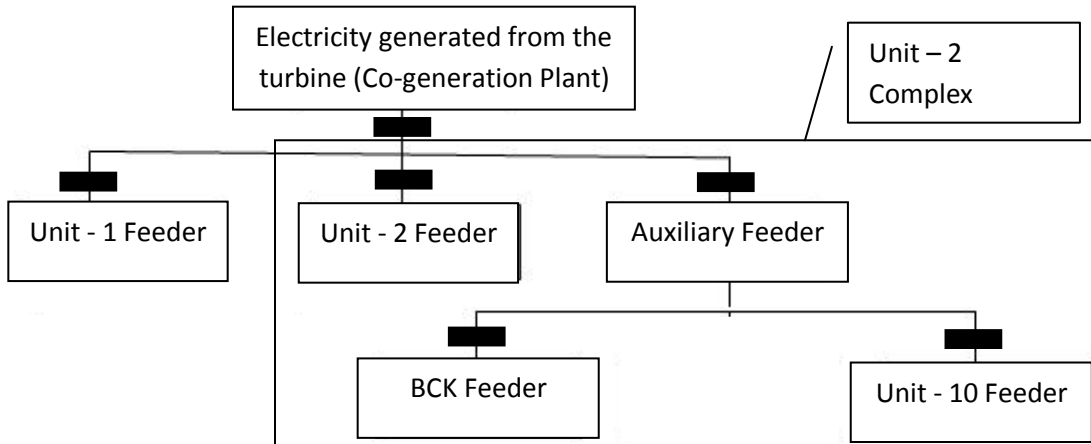 Electricity generated from the
turbine (Co-generation Plant)
Unit – 2
Complex
Unit - 1 Feeder
Unit - 2 Feeder
Auxiliary Feeder
BCK Feeder
Unit - 10 Feeder